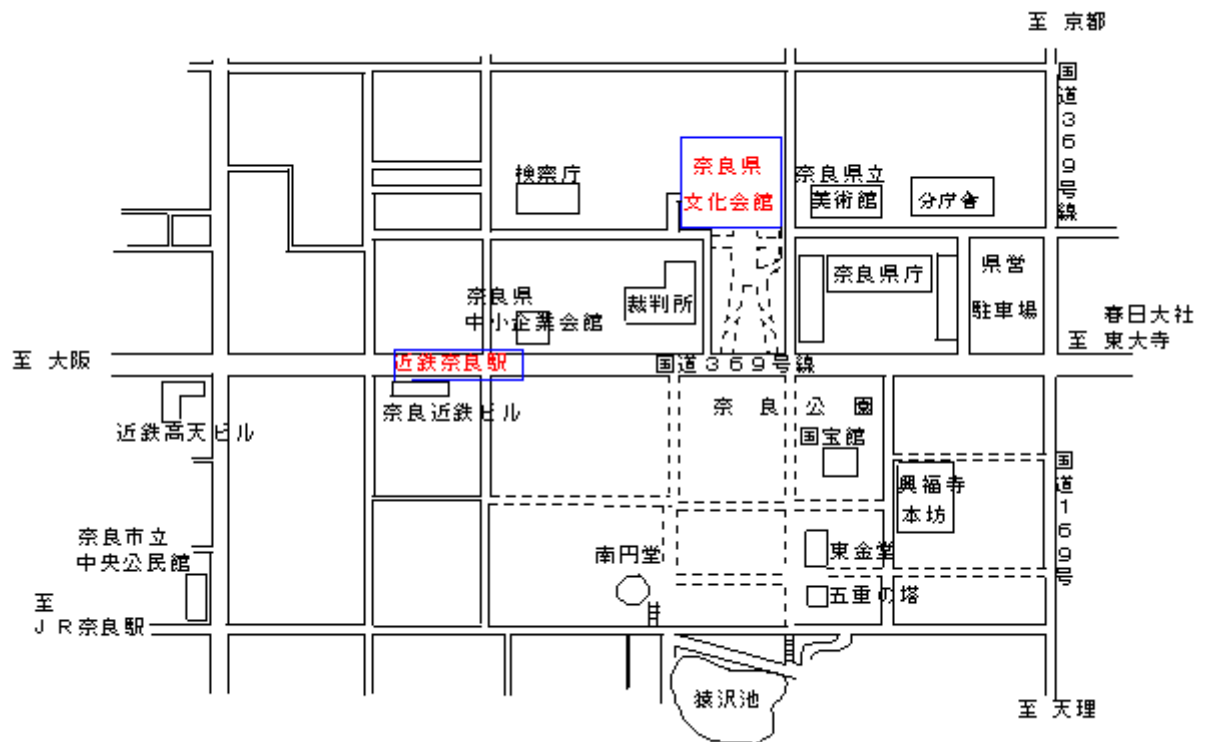 至 京都
国道369号線
奈良県
文化会館
検察庁
奈良県立
美術館
分庁舎
奈良県庁
県営
駐車場
裁判所
奈良県
中小企業会館
春日大社
至 東大寺
至 大阪
近鉄奈良駅
国道369号線
奈良近鉄ビル
奈良公園
国宝館
近鉄高天ビル
国道169号
興福寺
本坊
奈良市立
中央公民館
南円堂
東金堂
五重の塔
至
JR奈良駅
猿沢池
至 天理